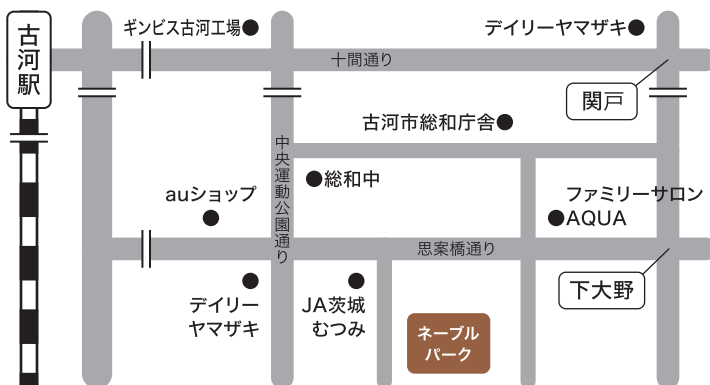 古河駅
ギンビス古河工場
デイリーヤマザキ
十間通り
関戸
古河市総和庁舎
中央運動公園通り
総和中
auショップ
ファミリーサロン
AQUA
思案橋通り
下大野
デイリー
ヤマザキ
JA茨城
むつみ
ネーブル
パーク